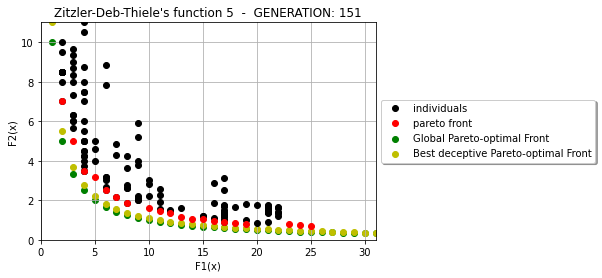 Zitzler-Deb-Thiele's function 5 - GENERATION: 151
10
8
6
4
2
0
F2(x)
0 5 10 15 20 25 30
F1(x)
individuals
pareto front
Global Pareto-optimal Front
Best deceptive Pareto-optimal Front